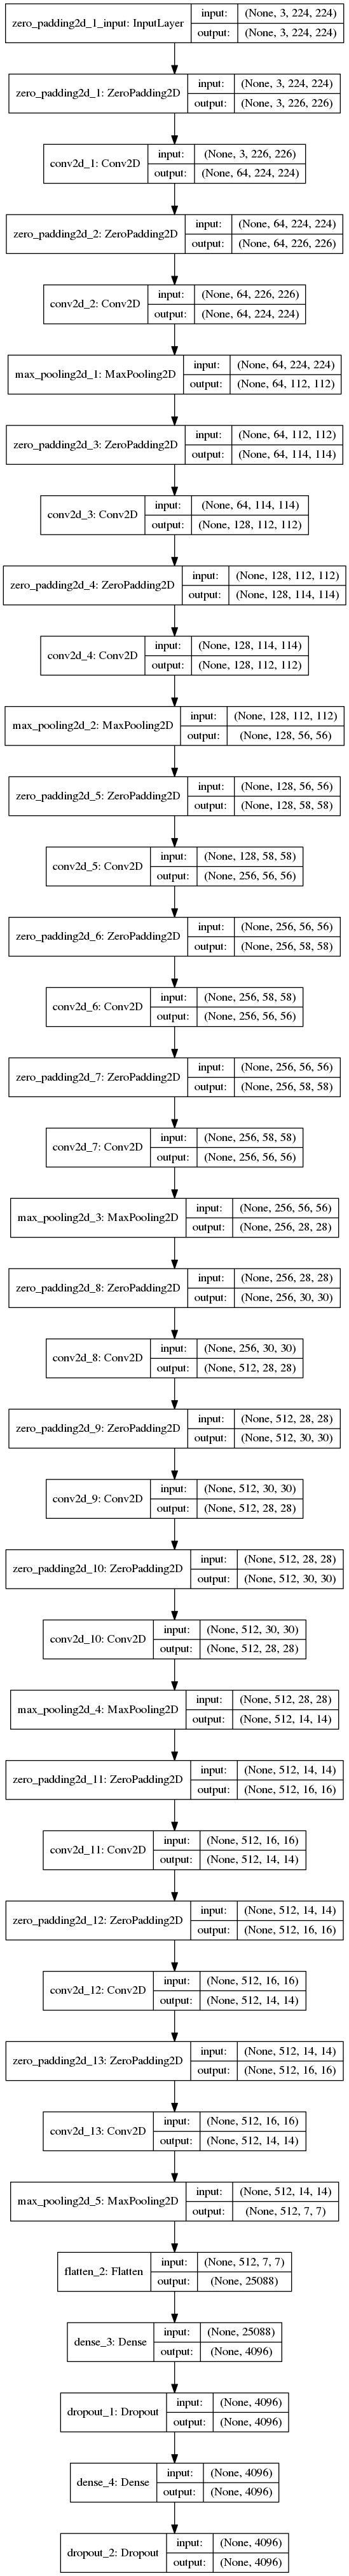 zero_padding2d_1_input: InputLayer input: (None, 3, 224, 224)
output: (None, 3, 224, 224)
zero_padding2d_1: ZeroPadding2D input: (None, 3, 224, 224)
output: (None, 3, 226, 226)
conv2d_1: Conv2D input: (None, 3, 226, 226)
output: (None, 64, 224, 224)
zero_padding2d_2: ZeroPadding2D input: (None, 64, 224, 224)
output: (None, 64, 226, 226)
conv2d_2: Conv2D input: (None, 64, 226, 226)
output: (None, 64, 224, 224)
max_pooling2d_1: MaxPooling2D input: (None, 64, 224, 224)
output: (None, 64, 112, 112)
zero_padding2d_3: ZeroPadding2D input: (None, 64, 112, 112)
output: (None, 64, 114, 114)
conv2d_3: Conv2D input: (None, 64, 114, 114)
output: (None, 128, 112, 112)
zero_padding2d_4: ZeroPadding2D input: (None, 128, 112, 112)
output: (None, 128, 114, 114)
conv2d_4: Conv2D input: (None, 128, 114, 114)
output: (None, 128, 112, 112)
max_pooling2d_2: MaxPooling2D input: (None, 128, 112, 112)
output: (None, 128, 56, 56)
zero_padding2d_5: ZeroPadding2D input: (None, 128, 56, 56)
output: (None, 128, 58, 58)
conv2d_5: Conv2D input: (None, 128, 58, 58)
output: (None, 256, 56, 56)
zero_padding2d_6: ZeroPadding2D input: (None, 256, 56, 56)
output: (None, 256, 58, 58)
conv2d_6: Conv2D input: (None, 256, 58, 58)
output: (None, 256, 56, 56)
zero_padding2d_7: ZeroPadding2D input: (None, 256, 56, 56)
output: (None, 256, 58, 58)
conv2d_7: Conv2D input: (None, 256, 58, 58)
output: (None, 256, 56, 56)
max_pooling2d_3: MaxPooling2D input: (None, 256, 56, 56)
output: (None, 256, 28, 28)
zero_padding2d_8: ZeroPadding2D input: (None, 256, 28, 28)
output: (None, 256, 30, 30)
conv2d_8: Conv2D input: (None, 256, 30, 30)
output: (None, 512, 28, 28)
zero_padding2d_9: ZeroPadding2D input: (None, 512, 28, 28)
output: (None, 512, 30, 30)
conv2d_9: Conv2D input: (None, 512, 30, 30)
output: (None, 512, 28, 28)
zero_padding2d_10: ZeroPadding2D input: (None, 512, 28, 28)
output: (None, 512, 30, 30)
conv2d_10: Conv2D input: (None, 512, 30, 30)
output: (None, 512, 28, 28)
max_pooling2d_4: MaxPooling2D input: (None, 512, 28, 28)
output: (None, 512, 14, 14)
zero_padding2d_11: ZeroPadding2D input: (None, 512, 14, 14)
output: (None, 512, 16, 16)
conv2d_11: Conv2D input: (None, 512, 16, 16)
output: (None, 512, 14, 14)
zero_padding2d_12: ZeroPadding2D input: (None, 512, 14, 14)
output: (None, 512, 16, 16)
conv2d_12: Conv2D input: (None, 512, 16, 16)
output: (None, 512, 14, 14)
zero_padding2d_13: ZeroPadding2D input: (None, 512, 14, 14)
output: (None, 512, 16, 16)
conv2d_13: Conv2D input: (None, 512, 16, 16)
output: (None, 512, 14, 14)
max_pooling2d_5: MaxPooling2D input: (None, 512, 14, 14)
output: (None, 512, 7, 7)
flatten_2: Flatten input: (None, 512, 7, 7)
output: (None, 25088)
dense_3: Dense input: (None, 25088)
output: (None, 4096)
dropout_1: Dropout input: (None, 4096)
output: (None, 4096)
dense_4: Dense input: (None, 4096)
output: (None, 4096)
dropout_2: Dropout input: (None, 4096)
output: (None, 4096)